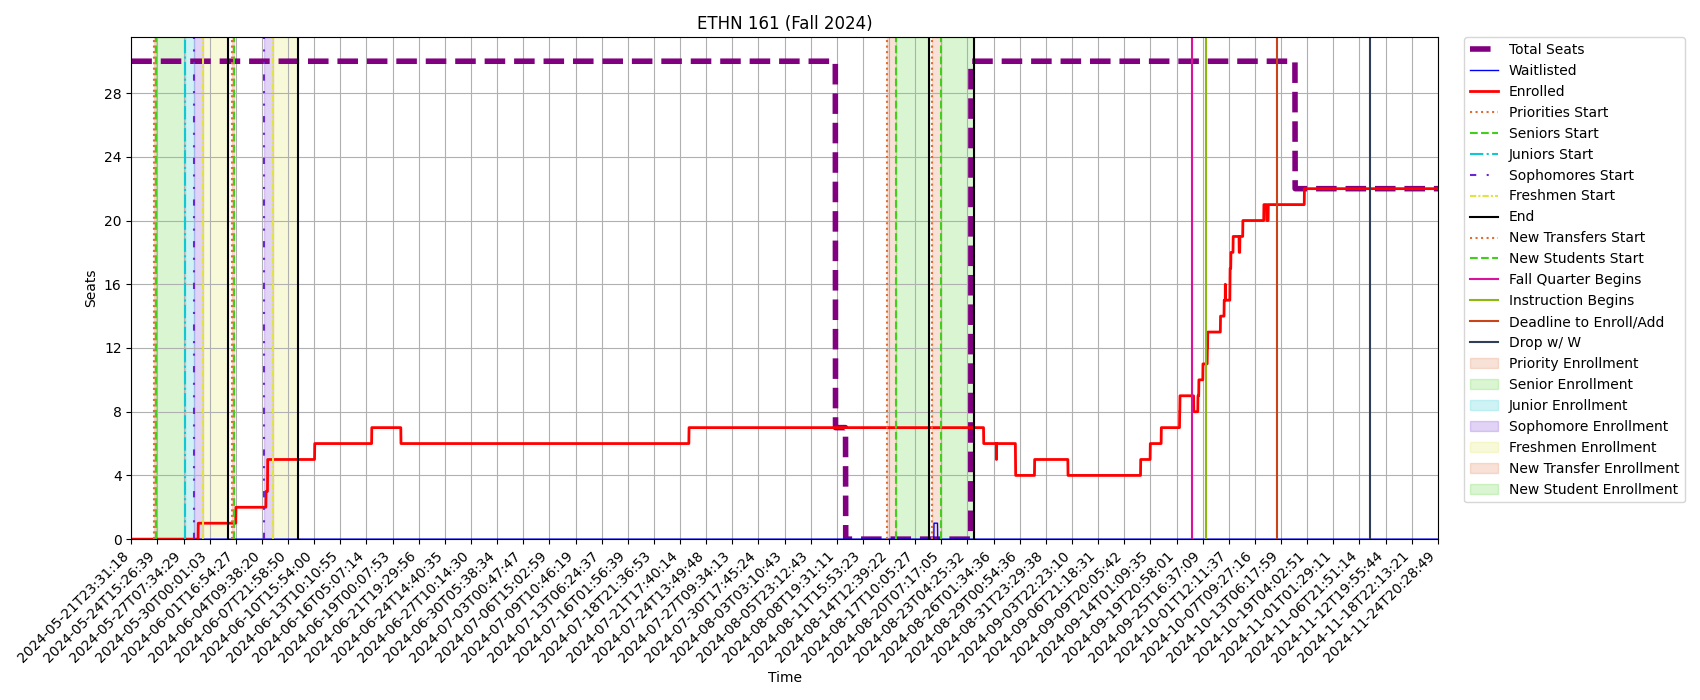 ETHN 161 (Fall 2024)
Seats
28
24
20
16
12
8
4
0
2024-05-21T23:31:18
2024-05-24T15:26:39
2024-05-27T07:34:29
2024-05-30T00:01:03
2024-06-01T16:54:27
2024-06-04T09:38:20
2024-06-07T21:58:50
2024-06-10T15:54:00
2024-06-13T10:10:55
2024-06-16T05:07:14
2024-06-19T00:07:53
2024-06-21T19:29:56
2024-06-24T14:40:35
2024-06-27T10:14:30
2024-06-30T05:38:34
2024-07-03T00:47:47
2024-07-06T15:02:59
2024-07-09T10:46:19
2024-07-13T06:24:37
2024-07-16T01:56:39
2024-07-18T21:36:53
2024-07-21T17:40:14
2024-07-24T13:49:48
2024-07-27T09:34:13
2024-07-30T17:45:24
2024-08-03T03:10:43
2024-08-05T23:12:43
2024-08-08T19:31:11
2024-08-11T15:53:23
2024-08-14T12:39:22
2024-08-17T10:05:27
2024-08-20T07:17:05
2024-08-23T04:25:32
2024-08-26T01:34:36
2024-08-29T00:54:36
2024-08-31T23:29:38
2024-09-03T22:23:10
2024-09-06T21:18:31
2024-09-09T20:05:42
2024-09-14T01:09:35
2024-09-19T20:58:01
2024-09-25T16:37:09
2024-10-01T12:11:37
2024-10-07T09:27:16
2024-10-13T06:17:59
2024-10-19T04:02:51
2024-11-01T01:29:11
2024-11-06T21:51:14
2024-11-12T19:55:44
2024-11-18T22:13:21
2024-11-24T20:28:49
Time
Total Seats
Waitlisted
Enrolled
Priorities Start
Seniors Start
Juniors Start
Sophomores Start
Freshmen Start
End
New Transfers Start
New Students Start
Fall Quarter Begins
Instruction Begins
Deadline to Enroll/Add
Drop w/ W
Priority Enrollment
Senior Enrollment
Junior Enrollment
Sophomore Enrollment
Freshmen Enrollment
New Transfer Enrollment
New Student Enrollment